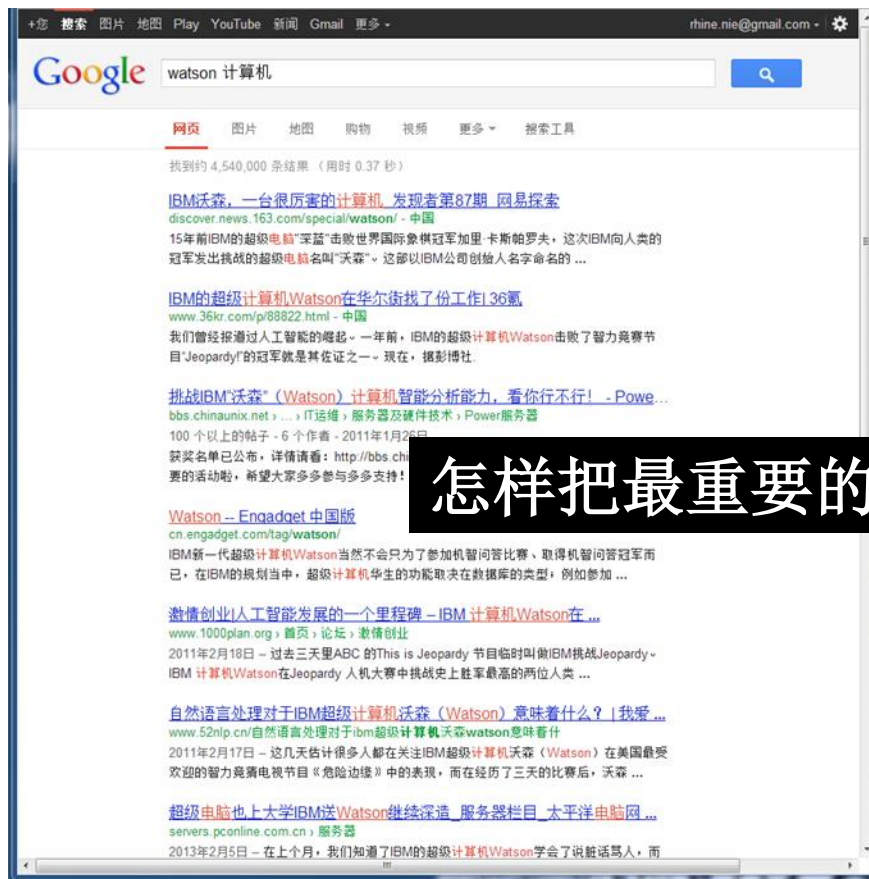 +您 搜索 图片 地图 Play YouTube 新闻 Gmail 更多 rhine.nie@gmail.com
Google watson 计算机
网页 图片 地图 购物 视频 更多 搜索工具
找到约 4,540,000 条结果 (用时 0.37 秒)
IBM沃森，一台很厉害的计算机_发现者第87期_网易探索
discover.news.163.com/special/watson/ - 中国
15年前IBM的超级电脑"深蓝"击败世界国际象棋冠军加里·卡斯帕罗夫，这次IBM向人类的
冠军发出挑战的超级电脑名叫"沃森"。这部以IBM公司创始人名字命名的 ...
IBM的超级计算机Watson在华尔街找了份工作| 36氪
www.36kr.com/p/88822.html - 中国
我们曾经报道过人工智能的崛起。一年前，IBM的超级计算机Watson击败了智力竞赛节
目"Jeopardy!"的冠军就是其佐证之一。现在，据彭博社.
挑战IBM"沃森"（Watson）计算机智能分析能力，看你行不行！ - Powe...
bbs.chinaunix.net › ... › IT运维 › 服务器及硬件技术 › Power服务器
100 个以上的帖子 - 6 个作者 - 2011年1月26日
获奖名单已公布，详情请看：http://bbs.chi
要的活动啦，希望大家多多参与多多支持！
怎样把最重要的
Watson -- Engadget 中国版
cn.engadget.com/tag/watson/
IBM新一代超级计算机Watson当然不会只为了参加机智问答比赛、取得机智问答冠军而
已，在IBM的规划当中，超级计算机华生的功能取决在数据库的类型；例如参加 ...
激情创业|人工智能发展的一个里程碑 – IBM 计算机Watson在 ...
www.1000plan.org › 首页 › 论坛 › 激情创业
2011年2月18日 – 过去三天里ABC 的This is Jeopardy 节目临时叫做IBM挑战Jeopardy。
IBM 计算机Watson在Jeopardy 人机大赛中挑战史上胜率最高的两位人类 ...
自然语言处理对于IBM超级计算机沃森（Watson）意味着什么？ | 我爱 ...
www.52nlp.cn/自然语言处理对于ibm超级计算机沃森watson意味着什
2011年2月17日 – 这几天估计很多人都在关注IBM超级计算机沃森（Watson）在美国最受
欢迎的智力竞猜电视节目《危险边缘》中的表现，而在经历了三天的比赛后，沃森 ...
超级电脑也上大学IBM送Watson继续深造_服务器栏目_太平洋电脑网 ...
servers.pconline.com.cn › 服务器
2013年2月5日 – 在上个月，我们知道了IBM的超级计算机Watson学会了说脏话骂人，而